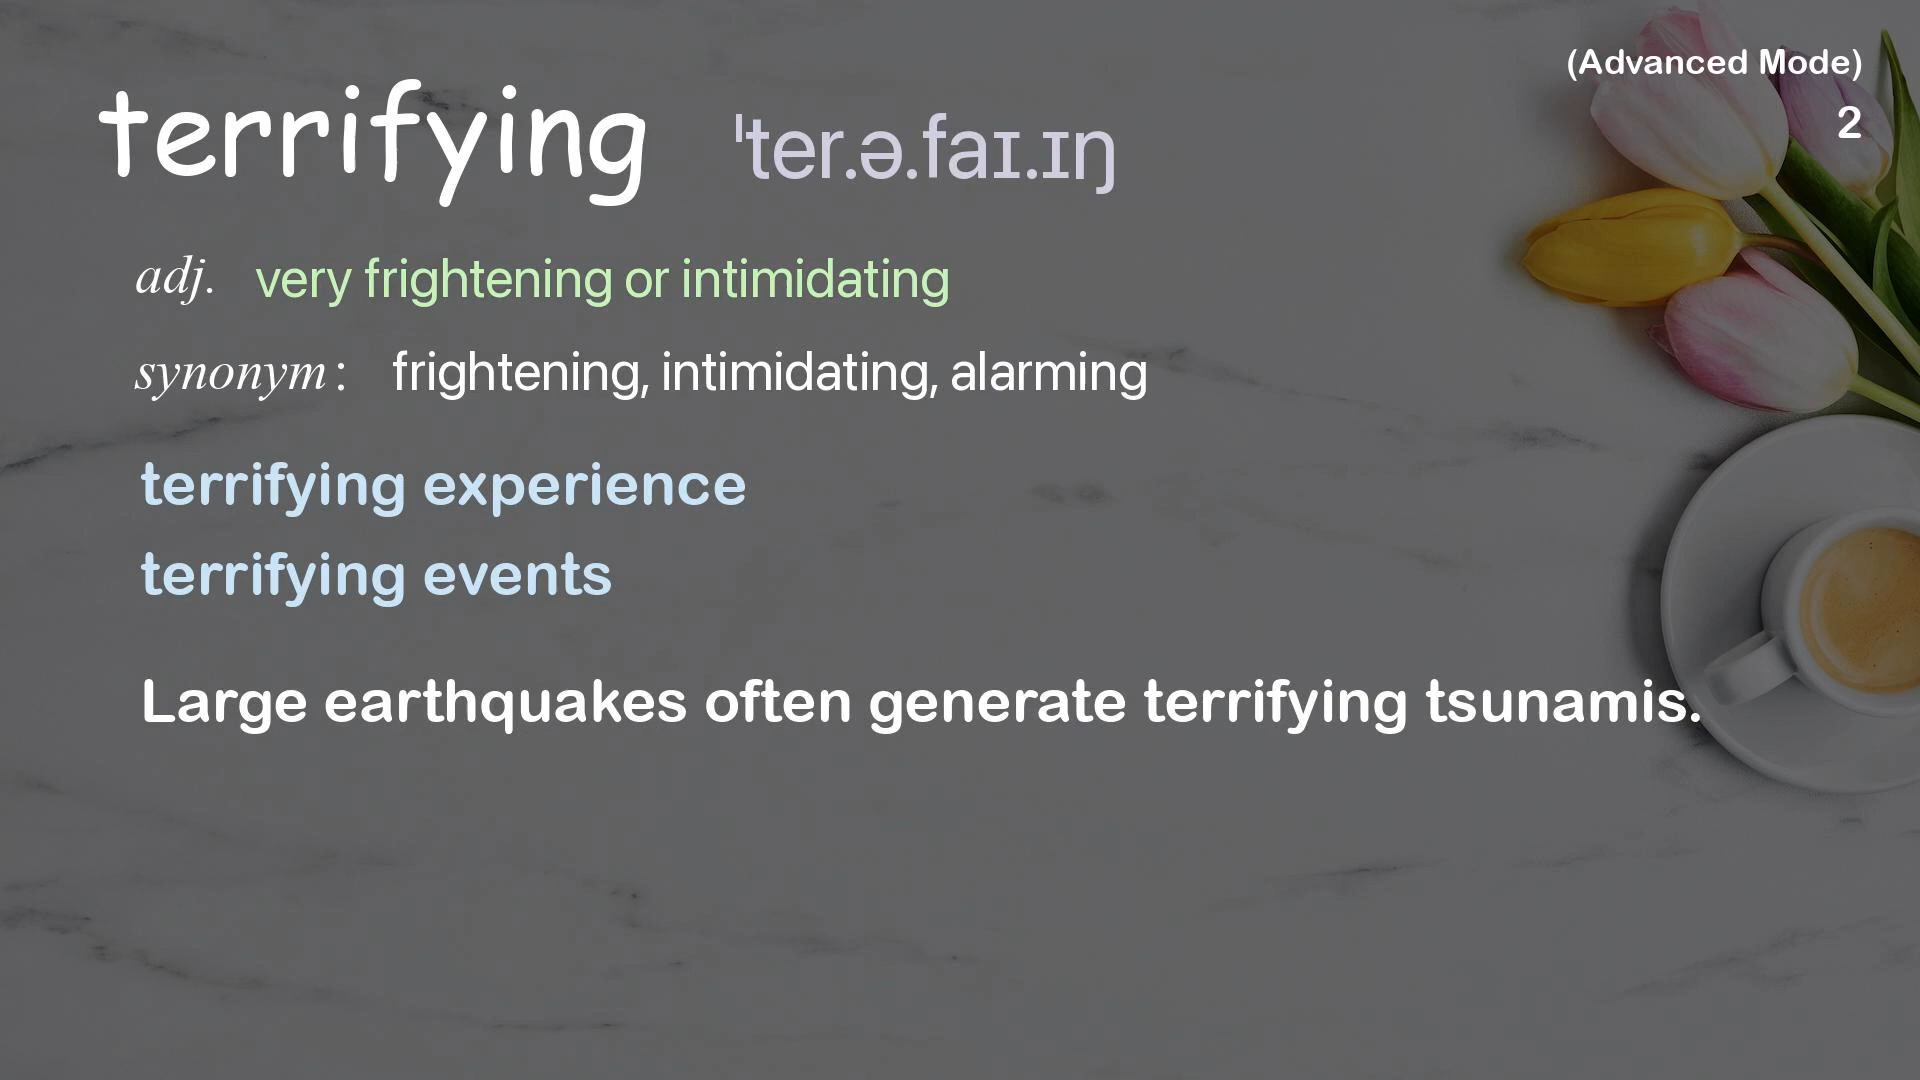 (Advanced Mode)
2
terrifying ˈter.ə.faɪ.ɪŋ
adj. very frightening or intimidating
synonym : frightening, intimidating, alarming
terrifying experience
terrifying events
Large earthquakes often generate terrifying tsunamis.